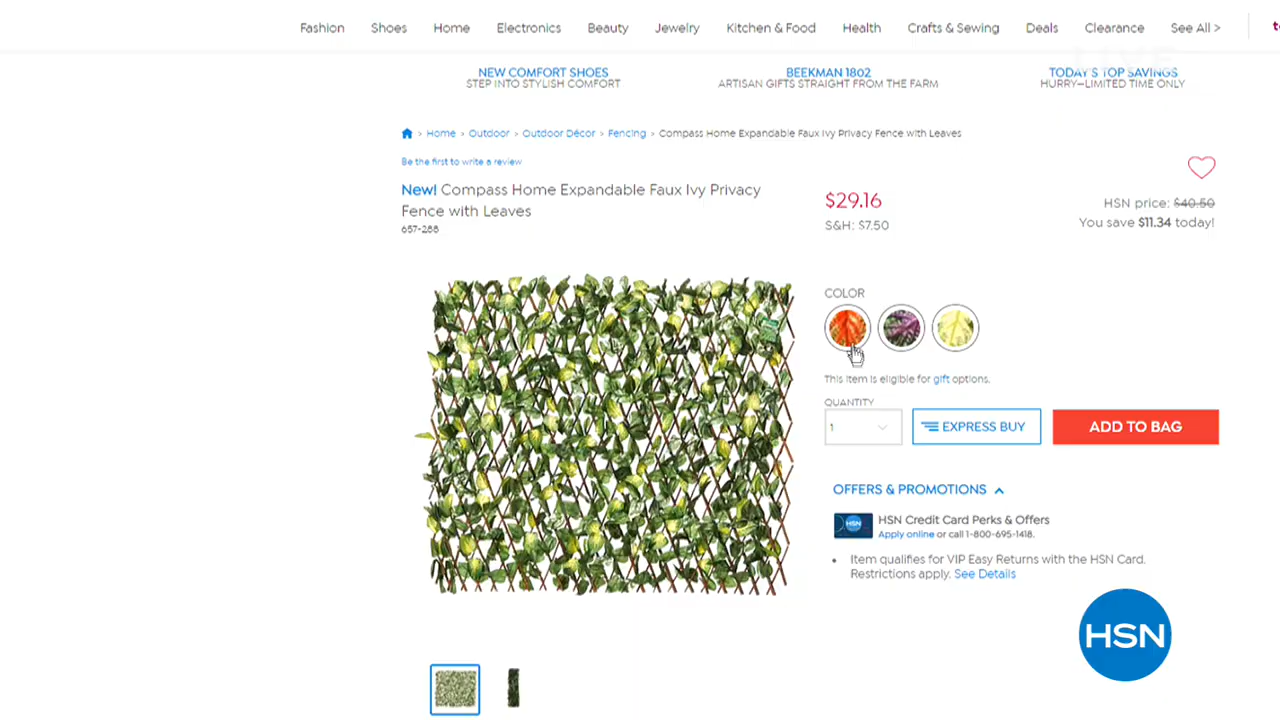 Fashion Shoes Home Electronics Beauty Jewelry Kitchen & Food Health Crafts & Sewing Deals Clearance See All >
NEW COMFORT SHOES BEEKMAN 1802 TODAY'S TOP SAVINGS
STEP INTO STYLISH COMFORT ARTISAN GIFTS STRAIGHT FROM THE FARM HURRY—LIMITED TIME ONLY
Home > Outdoor > Outdoor Décor > Fencing > Compass Home Expandable Faux Ivy Privacy Fence with Leaves
Be the first to write a review
New! Compass Home Expandable Faux Ivy Privacy
Fence with Leaves
657-288
$29.16
S&H: $7.50
HSN price: $40.50
You save $11.34 today!
COLOR
This item is eligible for gift options.
QUANTITY
1
EXPRESS BUY
ADD TO BAG
OFFERS & PROMOTIONS
HSN
HSN Credit Card Perks & Offers
Apply online or call 1-800-695-1418.
• Item qualifies for VIP Easy Returns with the HSN Card.
Restrictions apply. See Details
HSN